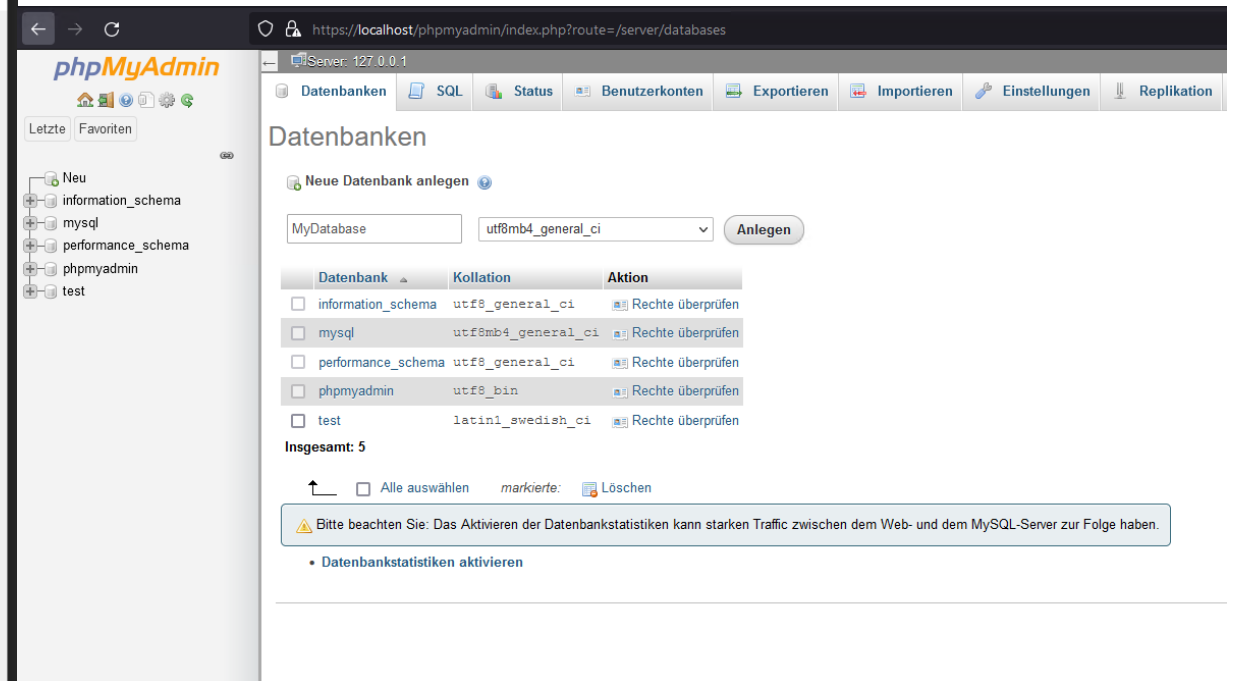 https://localhost/phpmyadmin/index.php?route=/server/databases
phpMyAdmin
Letzte Favoriten
Neu
information_schema
mysql
performance_schema
phpmyadmin
test
Server: 127.0.0.1
Datenbanken SQL Status Benutzerkonten Exportieren Importieren Einstellungen Replikation
Datenbanken
Neue Datenbank anlegen
MyDatabase utf8mb4_general_ci Anlegen
Datenbank Kollation Aktion
information_schema utf8_general_ci Rechte überprüfen
mysql utf8mb4_general_ci Rechte überprüfen
performance_schema utf8_general_ci Rechte überprüfen
phpmyadmin utf8_bin Rechte überprüfen
test latin1_swedish_ci Rechte überprüfen
Insgesamt: 5
Alle auswählen markierte: Löschen
Bitte beachten Sie: Das Aktivieren der Datenbankstatistiken kann starken Traffic zwischen dem Web- und dem MySQL-Server zur Folge haben.
• Datenbankstatistiken aktivieren